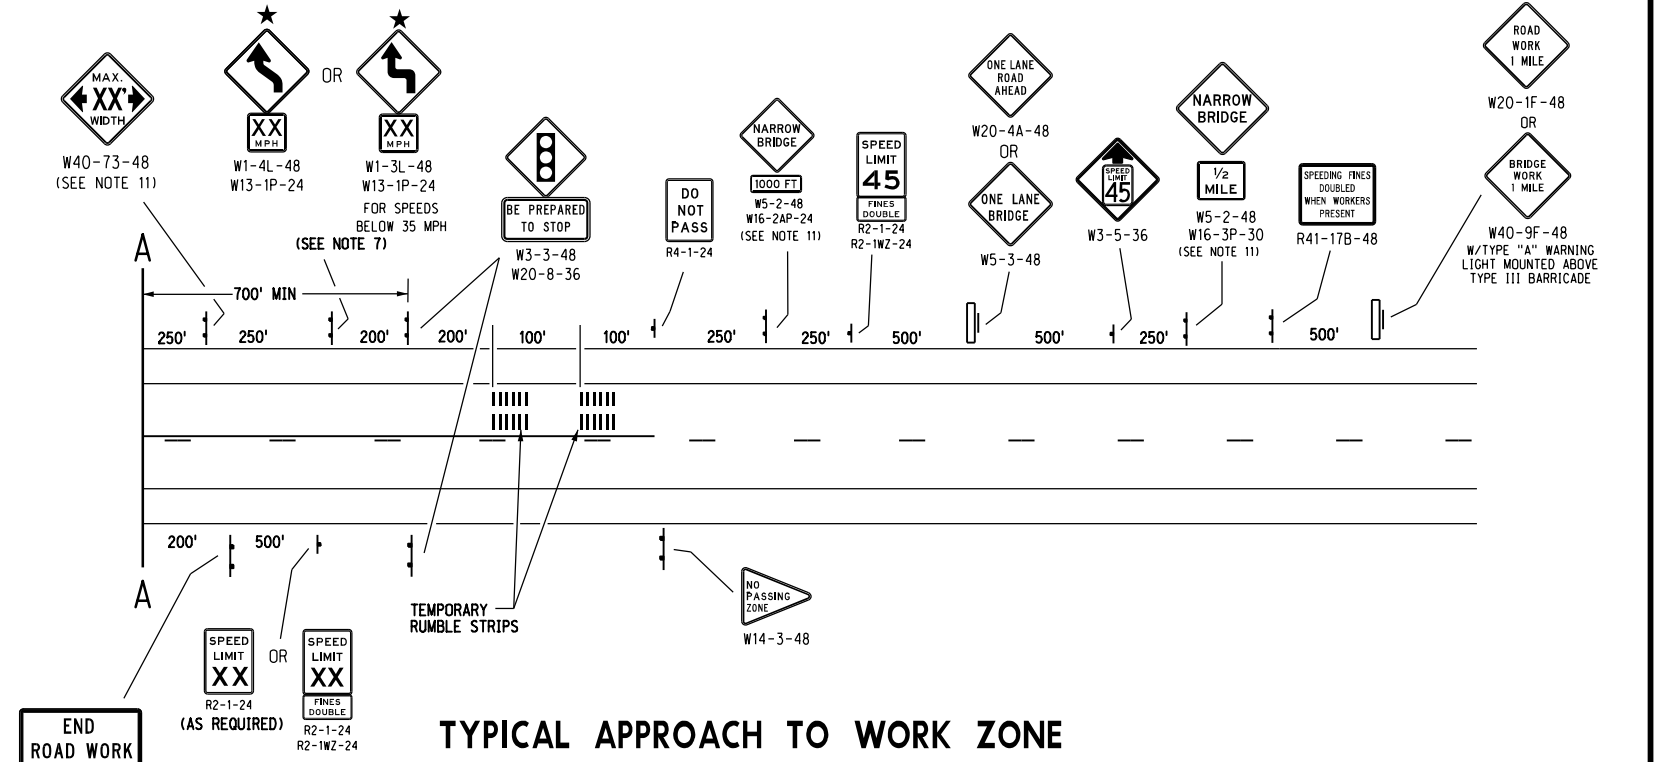 MAX.
XX'
WIDTH
W40-73-48
(SEE NOTE 11)
XX
MPH
W1-4L-48
W13-1P-24
OR
XX
MPH
W1-3L-48
W13-1P-24
FOR SPEEDS
BELOW 35 MPH
(SEE NOTE 7)
BE PREPARED
TO STOP
W3-3-48
W20-8-36
DO
NOT
PASS
R4-1-24
NARROW
BRIDGE
1000 FT
W5-2-48
W16-2AP-24
(SEE NOTE 11)
SPEED
LIMIT
45
FINES
DOUBLE
R2-1-24
R2-1WZ-24
ONE LANE
ROAD
AHEAD
W20-4A-48
OR
ONE LANE
BRIDGE
W5-3-48
SPEED
LIMIT
45
W3-5-36
NARROW
BRIDGE
1/2
MILE
W5-2-48
W16-3P-30
(SEE NOTE 11)
SPEEDING FINES
DOUBLED
WHEN WORKERS
PRESENT
R41-17B-48
ROAD
WORK
1 MILE
W20-1F-48
OR
BRIDGE
WORK
1 MILE
W40-9F-48
W/TYPE "A" WARNING
LIGHT MOUNTED ABOVE
TYPE III BARRICADE
A
700' MIN
250' 250' 200' 200' 100' 100' 250' 250' 500' 500' 250' 500'
200' 500'
A
TEMPORARY
RUMBLE STRIPS
NO
PASSING
ZONE
W14-3-48
SPEED
LIMIT
XX
R2-1-24
(AS REQUIRED)
OR
SPEED
LIMIT
XX
FINES
DOUBLE
R2-1-24
R2-1WZ-24
END
ROAD WORK
TYPICAL APPROACH TO WORK ZONE